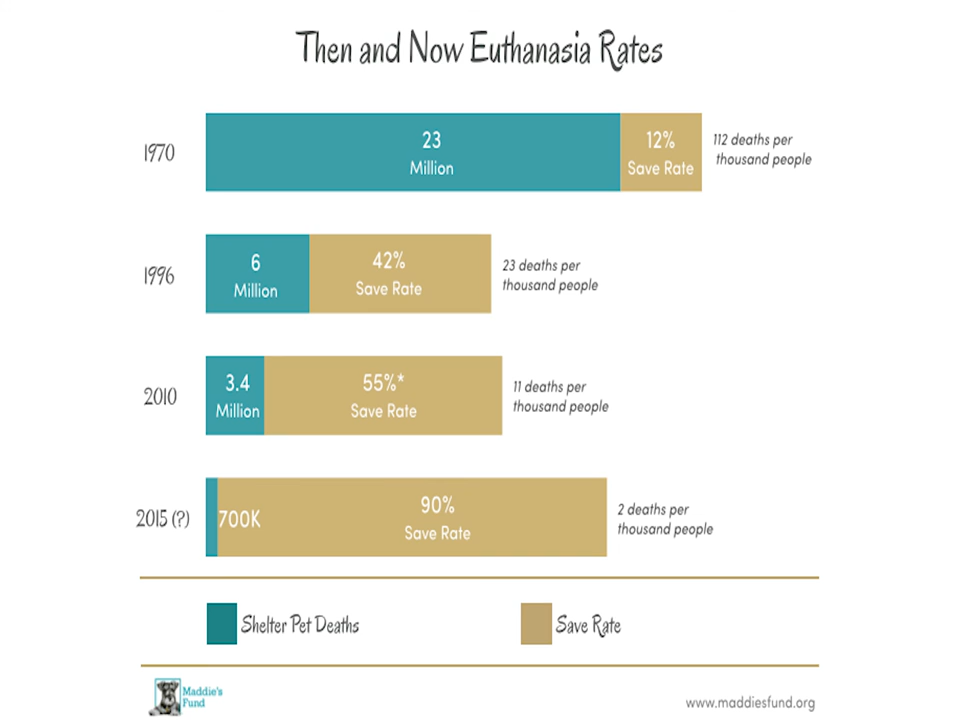 Then and Now Euthanasia Rates
1970
23
Million
12%
Save Rate
112 deaths per
thousand people
1996
6
Million
42%
Save Rate
23 deaths per
thousand people
2010
3.4
Million
55%*
Save Rate
11 deaths per
thousand people
2015 (?)
700K
90%
Save Rate
2 deaths per
thousand people
Shelter Pet Deaths
Save Rate
Maddie's
Fund
www.maddiesfund.org